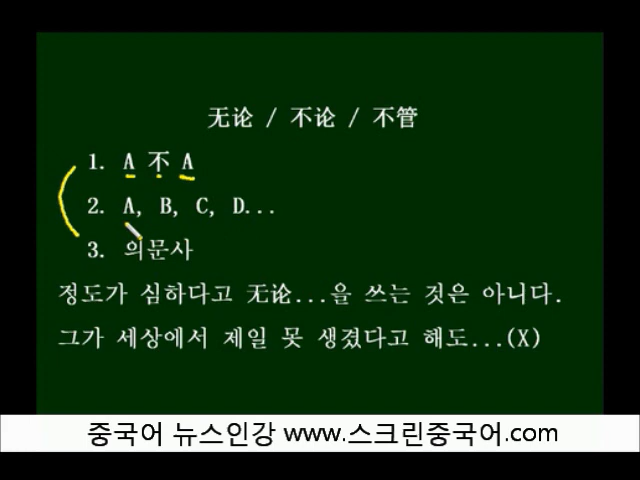 无论 / 不论 / 不管
1. A 不 A
2. A, B, C, D...
3. 의문사
정도가 심하다고 无论...을 쓰는 것은 아니다.
그가 세상에서 제일 못 생겼다고 해도...(X)
중국어 뉴스인강 www.스크린중국어.com